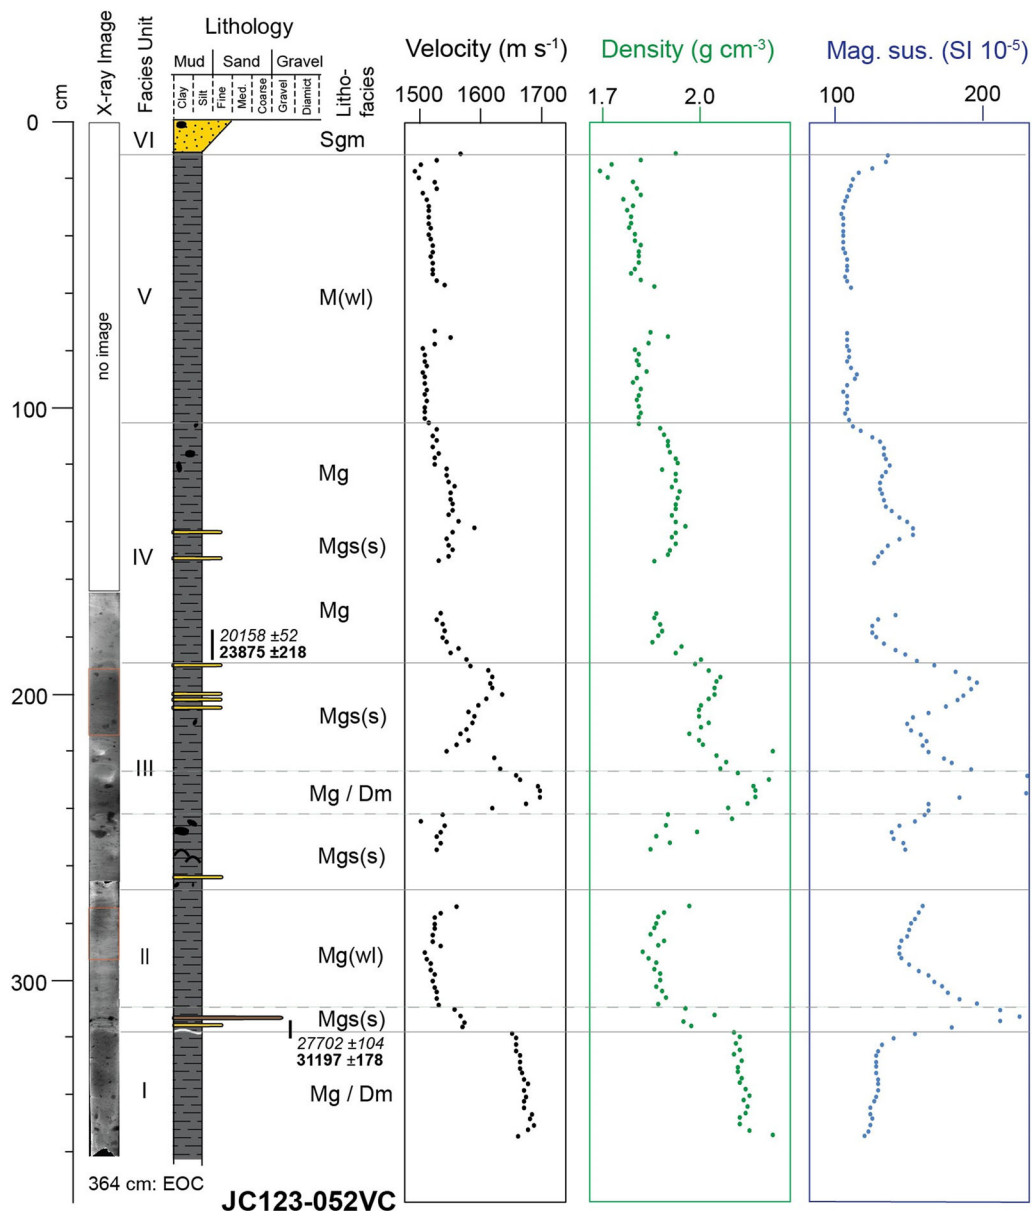 cm
X-ray Image
Facies Unit
Lithology
Mud
Sand
Gravel
Clay
Silt
Fine
Med.
Coarse
Gravel
Diamict
Litho-
facies
Velocity (m s-1)
1500
1600
1700
Density (g cm-3)
1.7
2.0
Mag. sus. (SI 10-5)
100
200
0
100
200
300
no image
VI
V
IV
III
II
I
Sgm
M(wl)
Mg
Mgs(s)
Mg
20158 ±52
23875 ±218
Mgs(s)
Mg / Dm
Mgs(s)
Mg(wl)
Mgs(s)
27702 ±104
31197 ±178
Mg / Dm
364 cm: EOC
JC123-052VC